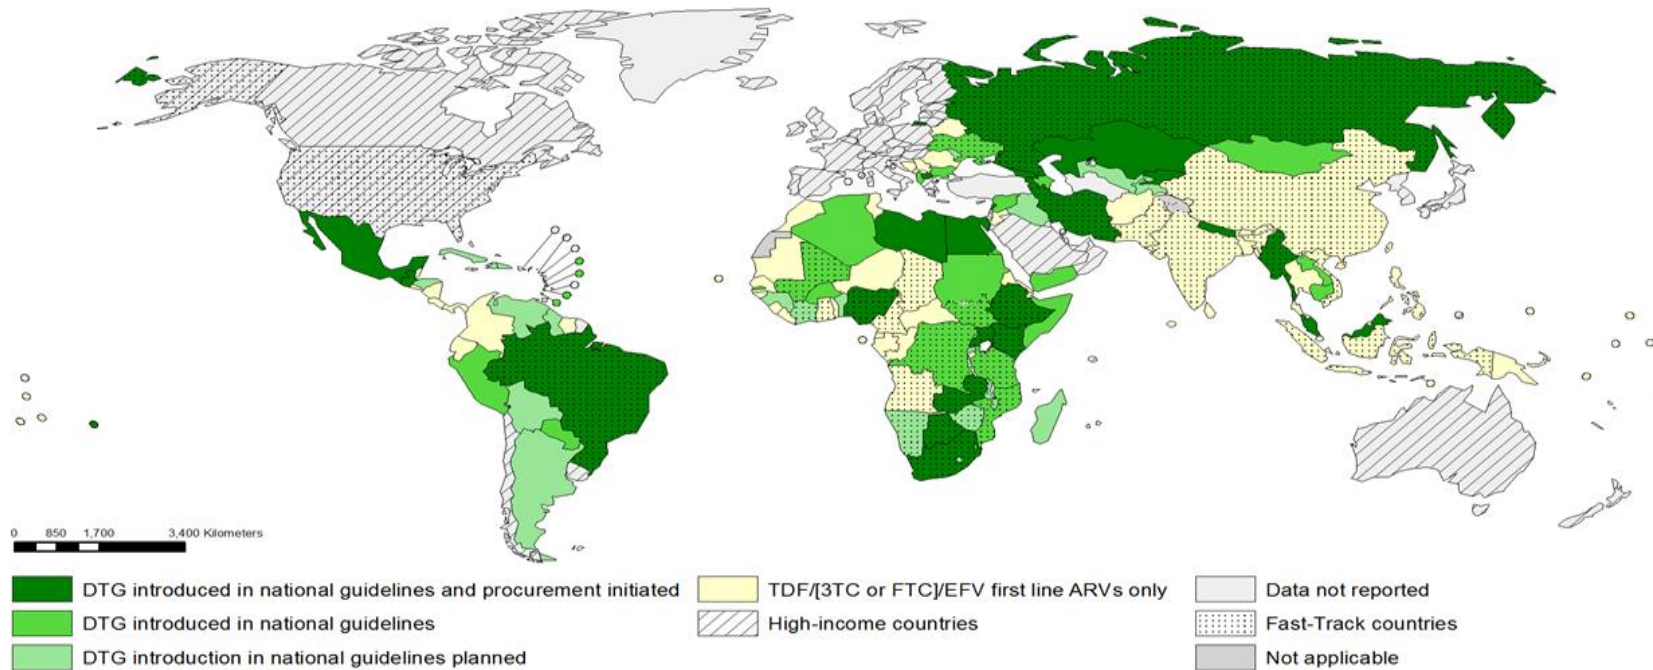 0 850 1,700 3,400 Kilometers
DTG introduced in national guidelines and procurement initiated
TDF/[3TC or FTC]/EFV first line ARVs only
Data not reported
DTG introduced in national guidelines
High-income countries
Fast-Track countries
DTG introduction in national guidelines planned
Not applicable